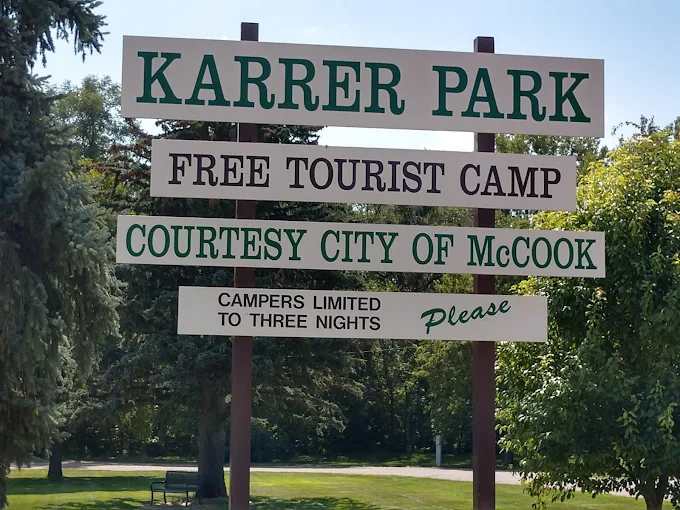 KARRER PARK
FREE TOURIST CAMP
COURTESY CITY OF McCOOK
CAMPERS LIMITED
TO THREE NIGHTS Please